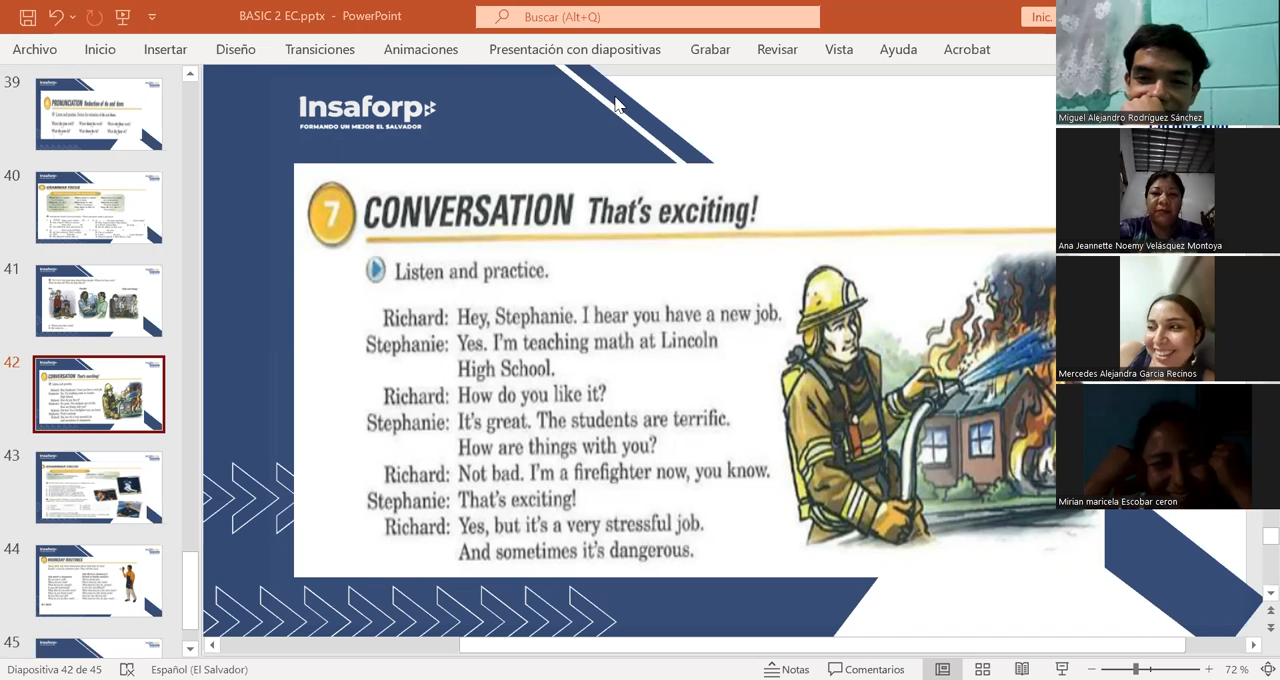 BASIC 2 EC.pptx - PowerPoint
Buscar (Alt+Q)
Inic.
Archivo Inicio Insertar Diseño Transiciones Animaciones Presentación con diapositivas Grabar Revisar Vista Ayuda Acrobat
39
40
41
42
43
44
45
Insaforp
FORMANDO UN MEJOR EL SALVADOR
7 CONVERSATION That's exciting!
Listen and practice.
Richard: Hey, Stephanie. I hear you have a new job.
Stephanie: Yes. I'm teaching math at Lincoln
High School.
Richard: How do you like it?
Stephanie: It's great. The students are terrific.
How are things with you?
Richard: Not bad. I'm a firefighter now, you know.
Stephanie: That's exciting!
Richard: Yes, but it's a very stressful job.
And sometimes it's dangerous.
Miguel Alejandro Rodríguez Sánchez
Ana Jeannette Noemy Velásquez Montoya
Mercedes Alejandra Garcia Recinos
Mirian maricela Escobar ceron
Diapositiva 42 de 45 Español (El Salvador) Notas Comentarios 72 %